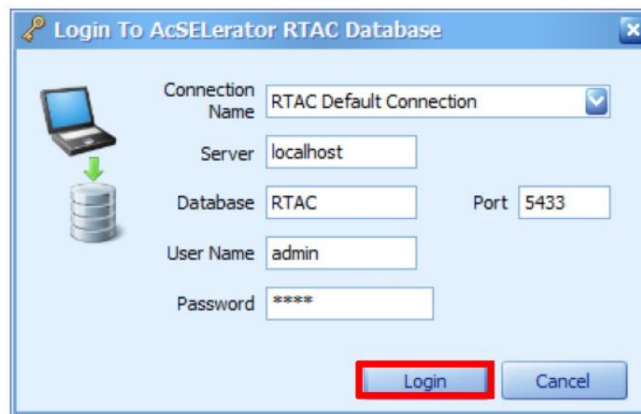 Login To AcSELerator RTAC Database
Connection Name RTAC Default Connection
Server localhost
Database RTAC Port 5433
User Name admin
Password ****
Login Cancel